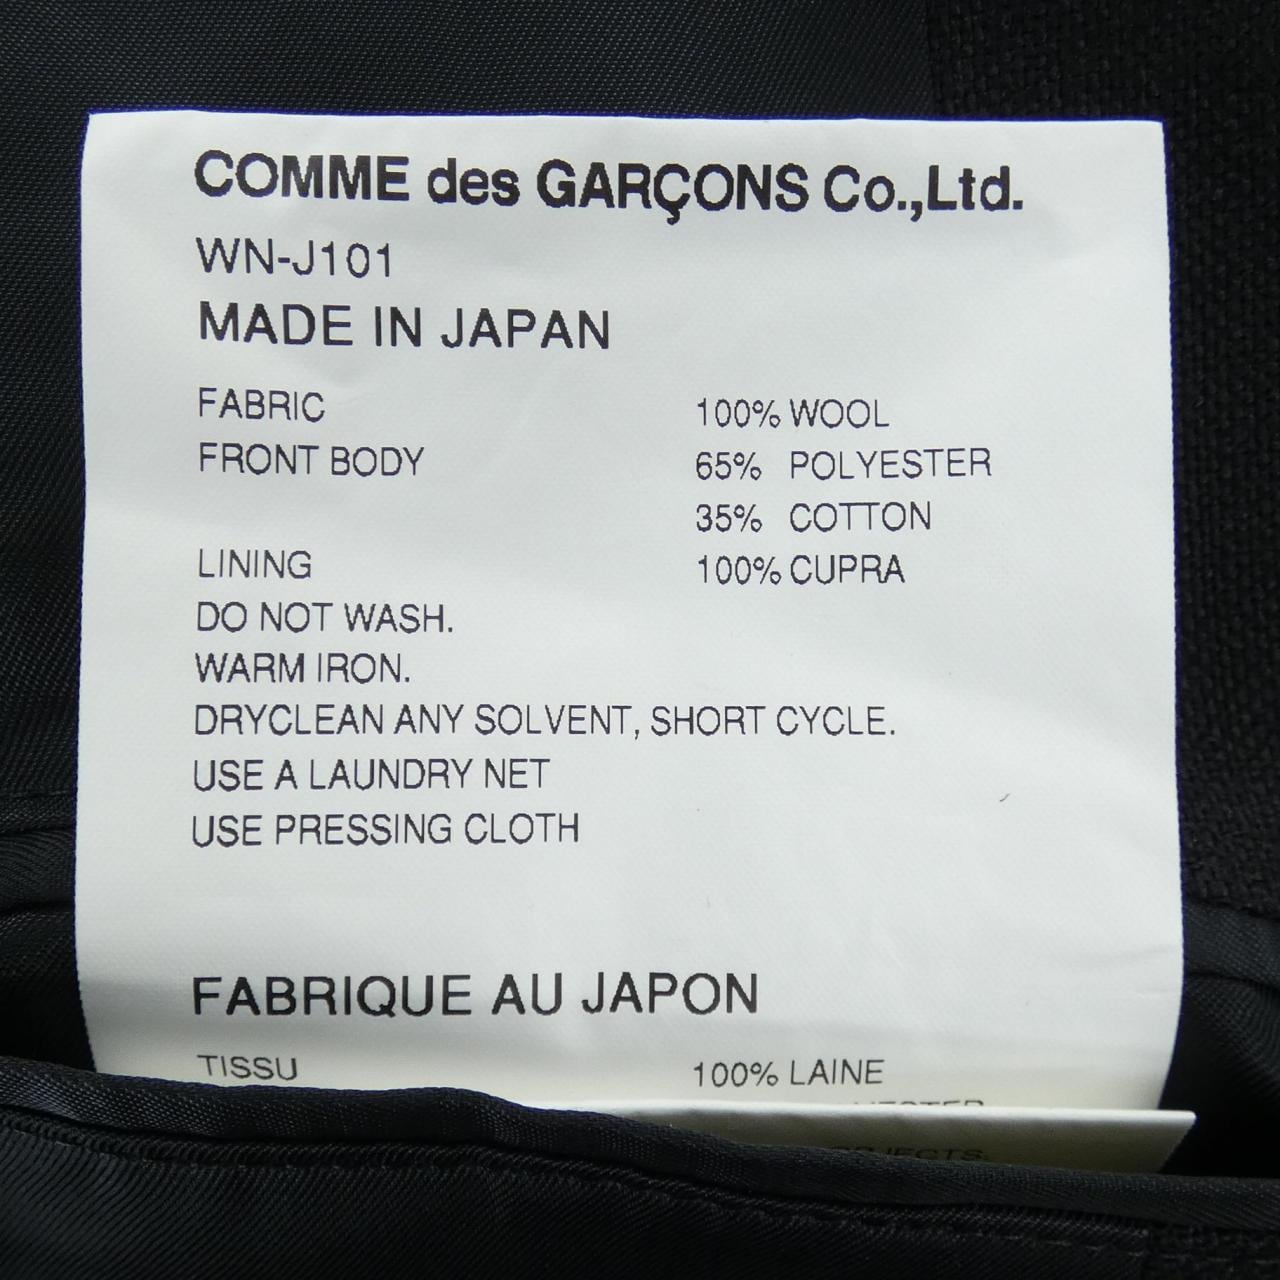 COMME des GARÇONS Co.,Ltd.
WN-J101
MADE IN JAPAN
FABRIC 100% WOOL
FRONT BODY 65% POLYESTER
35% COTTON
LINING 100% CUPRA
DO NOT WASH.
WARM IRON.
DRYCLEAN ANY SOLVENT, SHORT CYCLE.
USE A LAUNDRY NET
USE PRESSING CLOTH
FABRIQUE AU JAPON
TISSU 100% LAINE